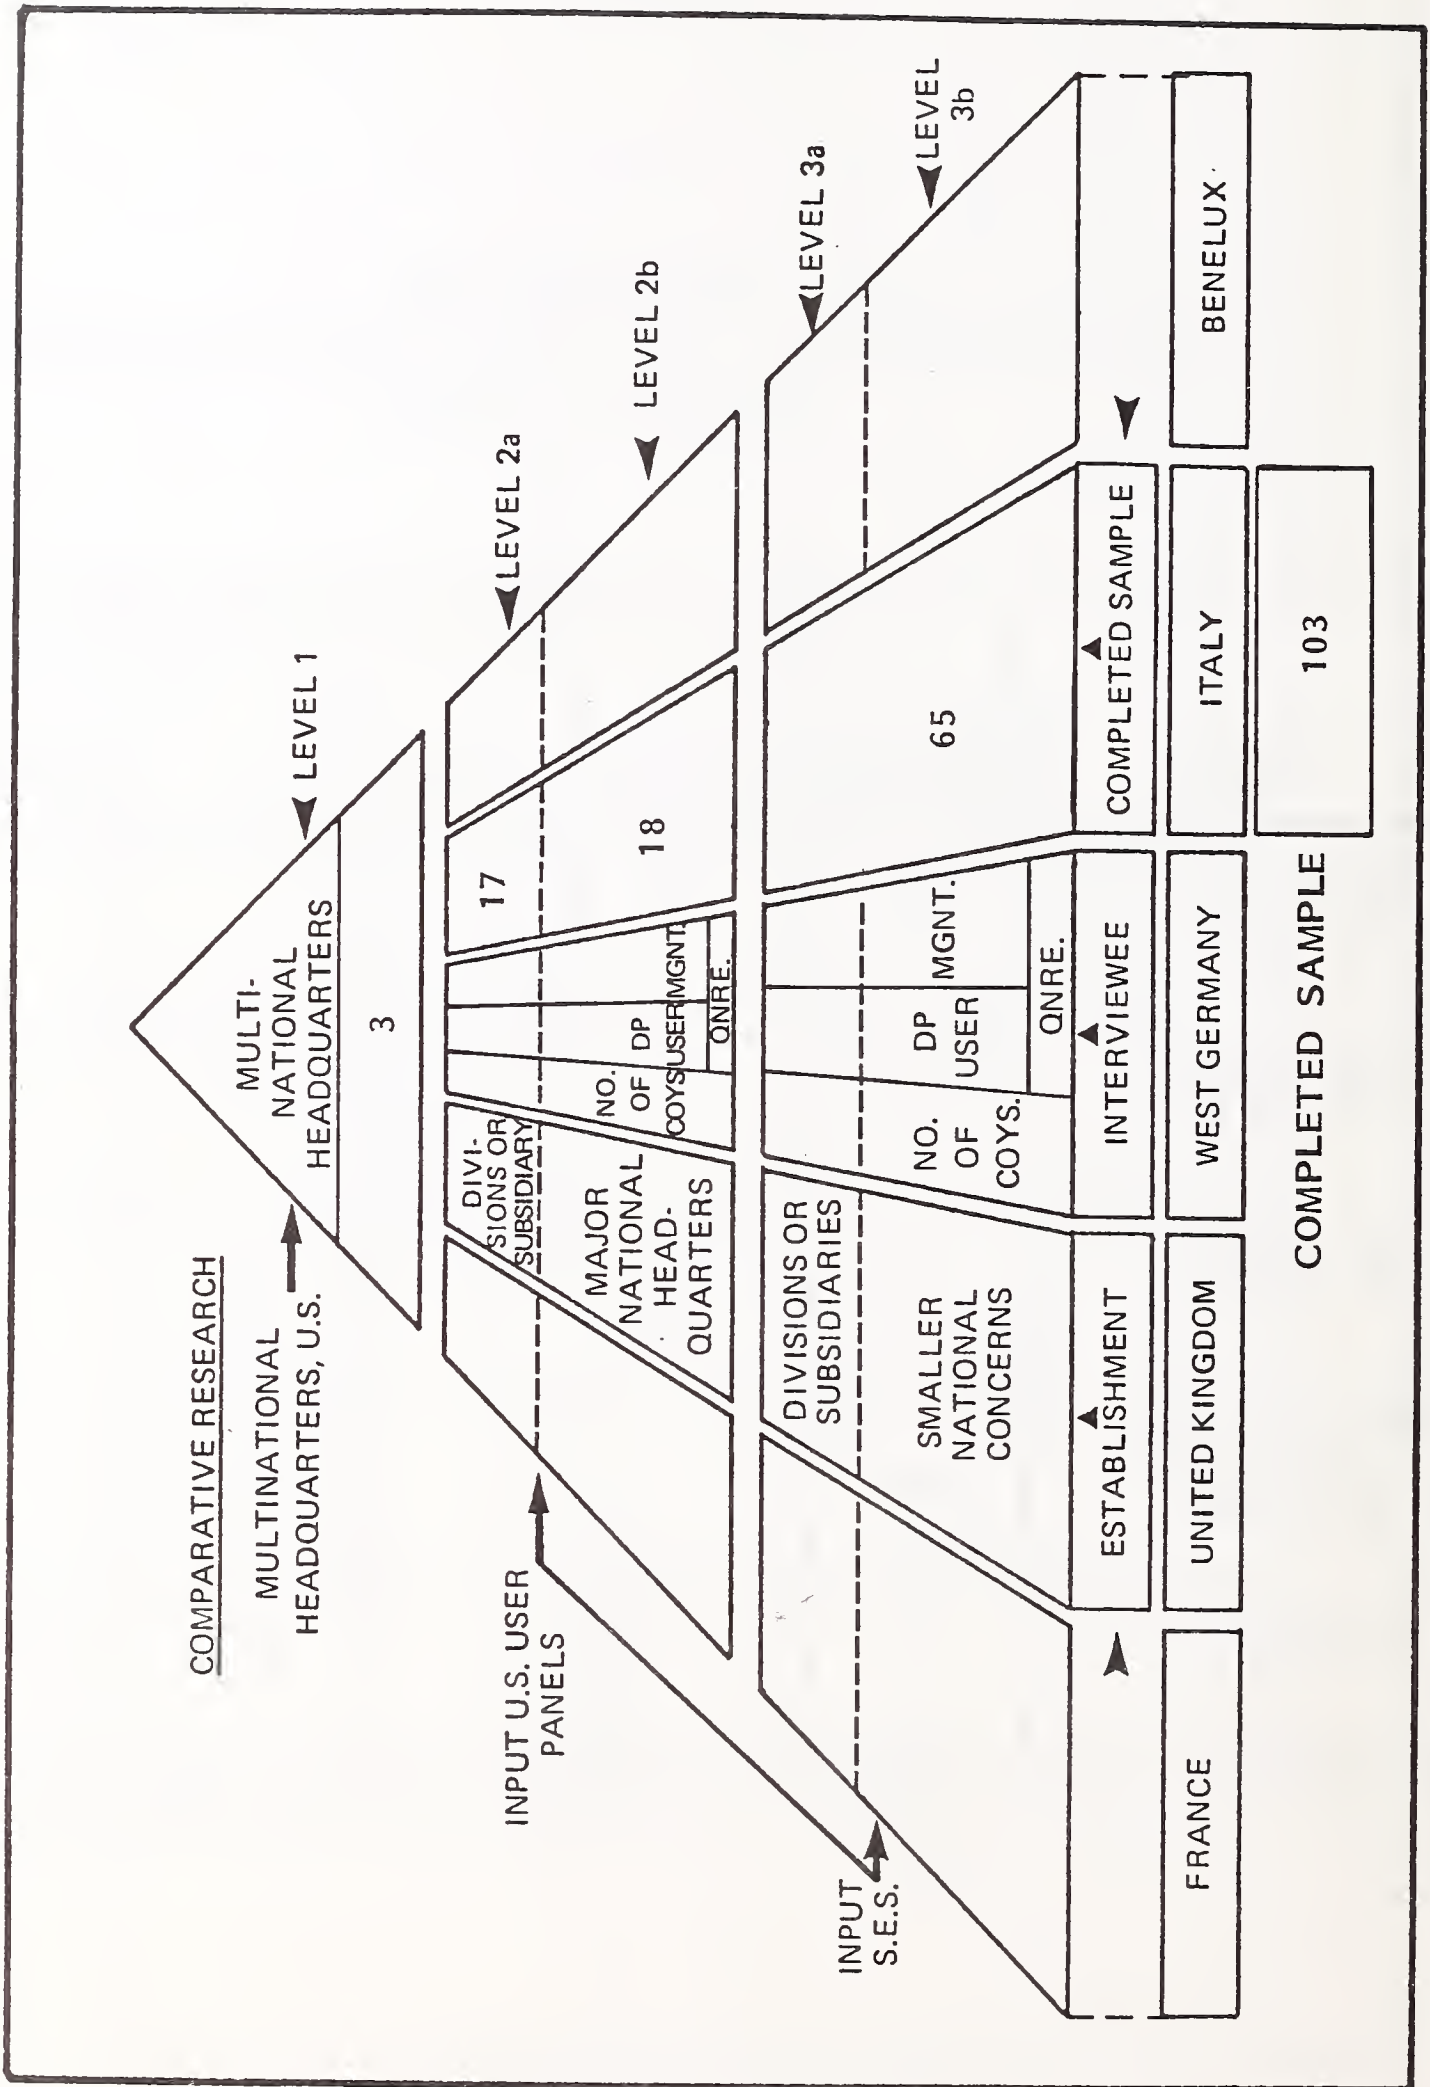 COMPARATIVE RESEARCH
MULTINATIONAL
HEADQUARTERS, U.S.
MULTI-
NATIONAL
HEADQUARTERS
LEVEL 1
3
INPUT U.S. USER
PANELS
DIVI-
SIONS OR
SUBSIDIARY
17
LEVEL 2a
MAJOR
NATIONAL
HEAD-
QUARTERS
NO.
OF
COYS
DP
USER
MGNT.
QNRE.
18
LEVEL 2b
INPUT
S.E.S.
DIVISIONS OR
SUBSIDIARIES
LEVEL 3a
SMALLER
NATIONAL
CONCERNS
NO.
OF
COYS.
DP
USER
MGNT.
QNRE.
65
LEVEL
3b
ESTABLISHMENT
INTERVIEWEE
COMPLETED SAMPLE
FRANCE
UNITED KINGDOM
WEST GERMANY
ITALY
BENELUX
COMPLETED SAMPLE
103